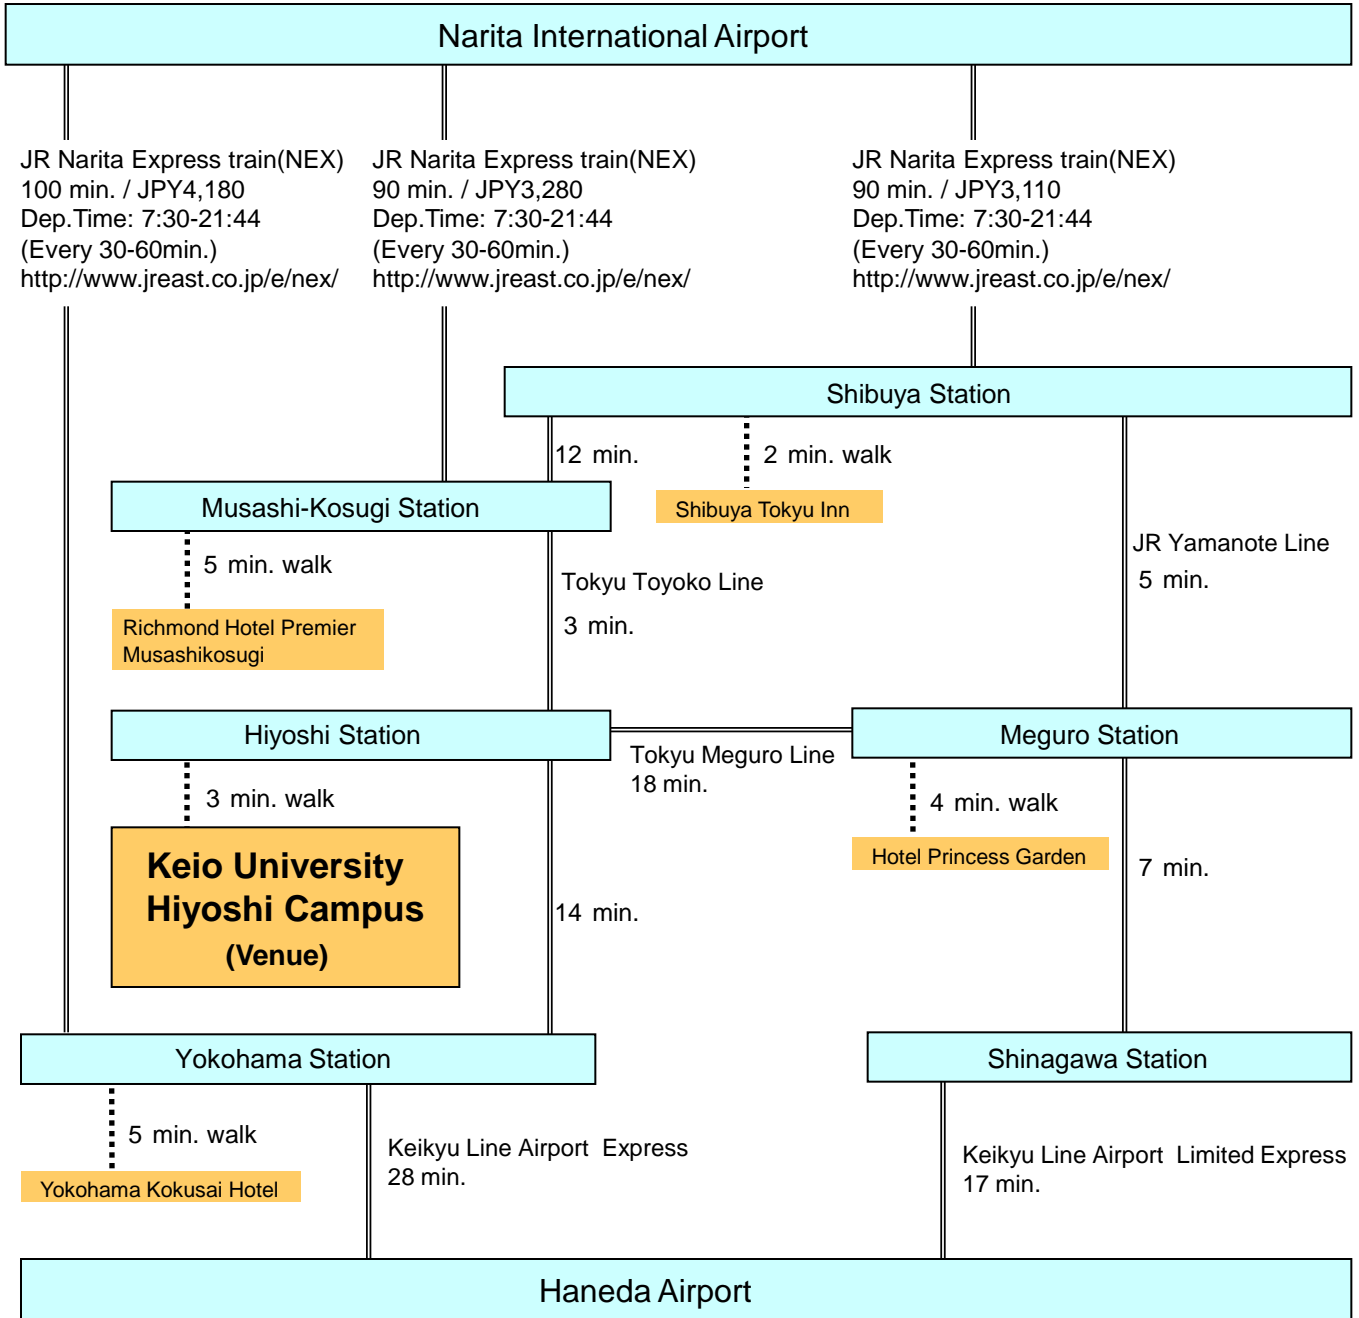 Narita International Airport
JR Narita Express train(NEX)
100 min. / JPY4,180
Dep.Time: 7:30-21:44
(Every 30-60min.)
http://www.jreast.co.jp/e/nex/
JR Narita Express train(NEX)
90 min. / JPY3,280
Dep.Time: 7:30-21:44
(Every 30-60min.)
http://www.jreast.co.jp/e/nex/
JR Narita Express train(NEX)
90 min. / JPY3,110
Dep.Time: 7:30-21:44
(Every 30-60min.)
http://www.jreast.co.jp/e/nex/
Shibuya Station
12 min.
2 min. walk
Shibuya Tokyu Inn
Musashi-Kosugi Station
5 min. walk
Richmond Hotel Premier
Musashikosugi
Tokyu Toyoko Line
3 min.
JR Yamanote Line
5 min.
Hiyoshi Station
Tokyu Meguro Line
18 min.
Meguro Station
3 min. walk
Keio University
Hiyoshi Campus
(Venue)
4 min. walk
Hotel Princess Garden
14 min.
7 min.
Yokohama Station
Shinagawa Station
5 min. walk
Yokohama Kokusai Hotel
Keikyu Line Airport Express
28 min.
Keikyu Line Airport Limited Express
17 min.
Haneda Airport